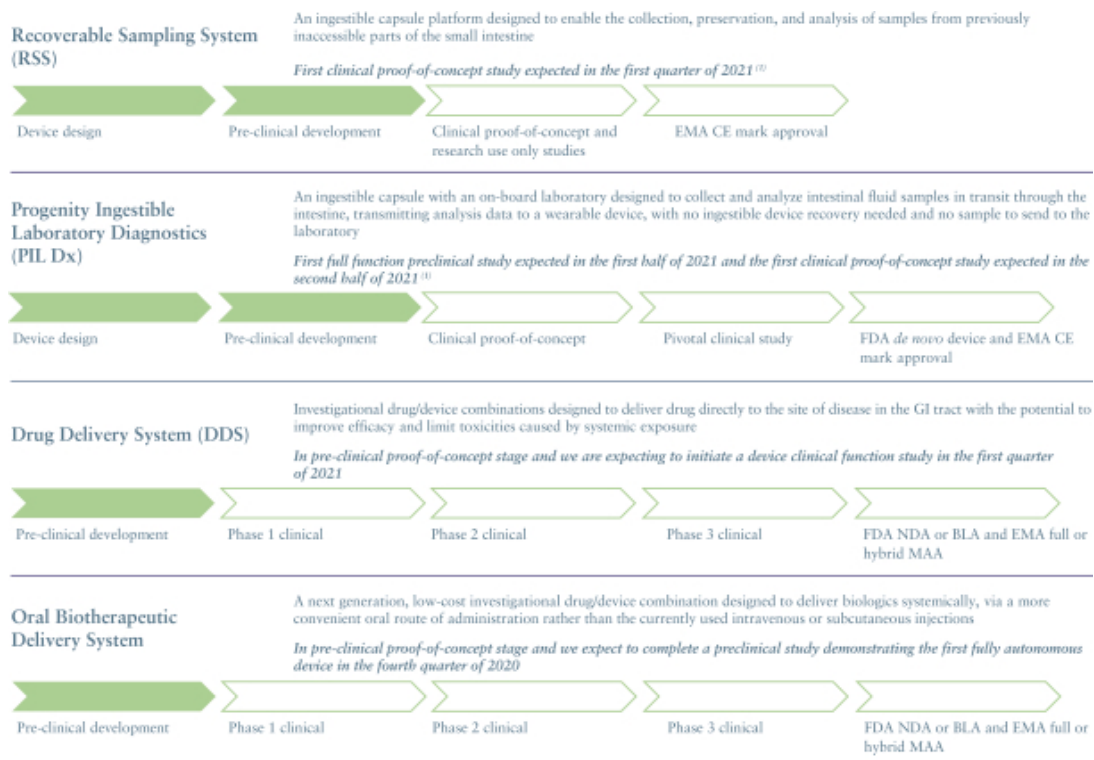 Recoverable Sampling System
(RSS)
An ingestible capsule platform designed to enable the collection, preservation, and analysis of samples from previously
inaccessible parts of the small intestine
First clinical proof-of-concept study expected in the first quarter of 2021 (1)
Device design
Pre-clinical development
Clinical proof-of-concept and
research use only studies
EMA CE mark approval
Progenity Ingestible
Laboratory Diagnostics
(PIL Dx)
An ingestible capsule with an on-board laboratory designed to collect and analyze intestinal fluid samples in transit through the
intestine, transmitting analysis data to a wearable device, with no ingestible device recovery needed and no sample to send to the
laboratory
First full function preclinical study expected in the first half of 2021 and the first clinical proof-of-concept study expected in the
second half of 2021 (1)
Device design
Pre-clinical development
Clinical proof-of-concept
Pivotal clinical study
FDA de novo device and EMA CE
mark approval
Drug Delivery System (DDS)
Investigational drug/device combinations designed to deliver drug directly to the site of disease in the GI tract with the potential to
improve efficacy and limit toxicities caused by systemic exposure
In pre-clinical proof-of-concept stage and we are expecting to initiate a device clinical function study in the first quarter
of 2021
Pre-clinical development
Phase 1 clinical
Phase 2 clinical
Phase 3 clinical
FDA NDA or BLA and EMA full or
hybrid MAA
Oral Biotherapeutic
Delivery System
A next generation, low-cost investigational drug/device combination designed to deliver biologics systemically, via a more
convenient oral route of administration rather than the currently used intravenous or subcutaneous injections
In pre-clinical proof-of-concept stage and we expect to complete a preclinical study demonstrating the first fully autonomous
device in the fourth quarter of 2020
Pre-clinical development
Phase 1 clinical
Phase 2 clinical
Phase 3 clinical
FDA NDA or BLA and EMA full or
hybrid MAA